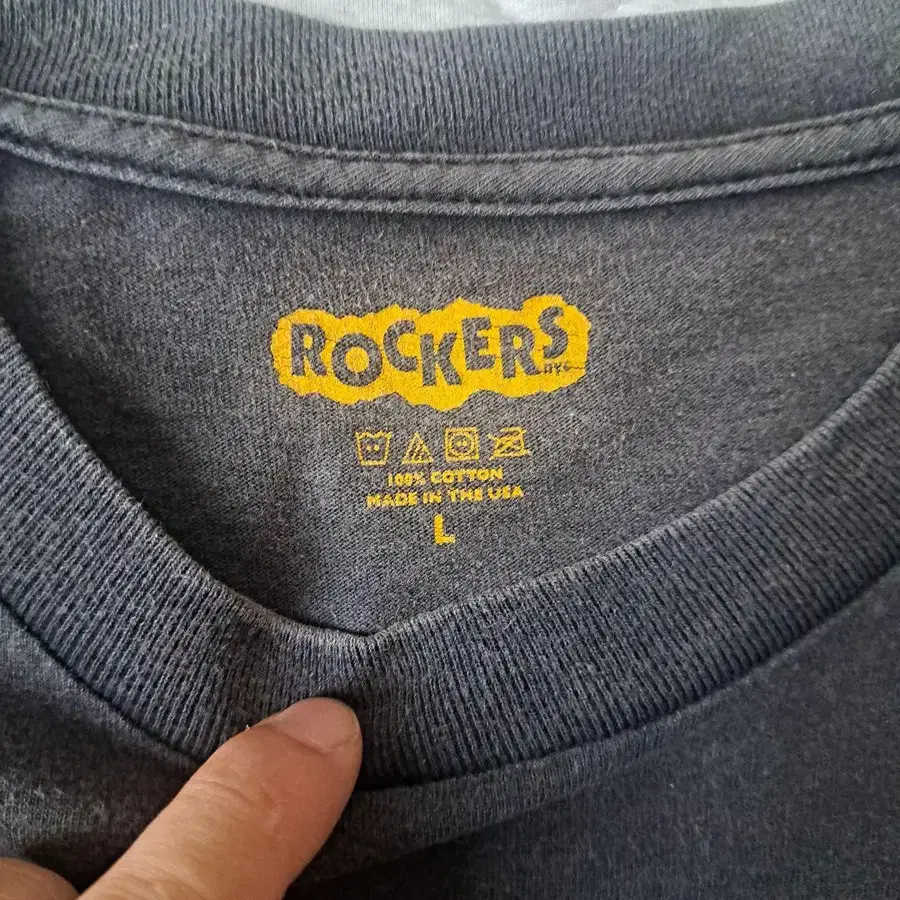 ROCKERS
NYC
100% COTTON
MADE IN THE USA
L